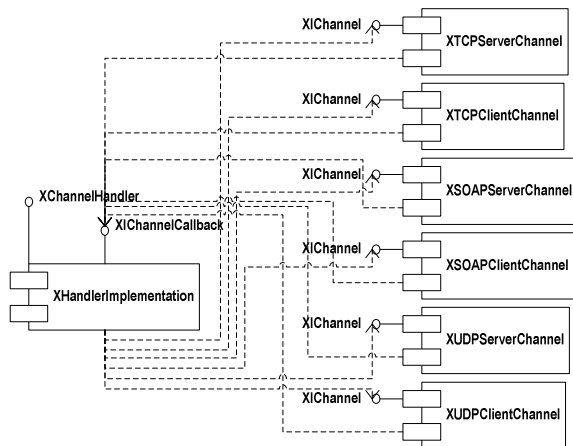 XIChannel
XTCPServerChannel
XIChannel
XTCPClientChannel
XIChannel
XSOAPServerChannel
XChannelHandler
XIChannelCallback
XIChannel
XSOAPClientChannel
XHandlerImplementation
XIChannel
XUDPServerChannel
XIChannel
XUDPClientChannel